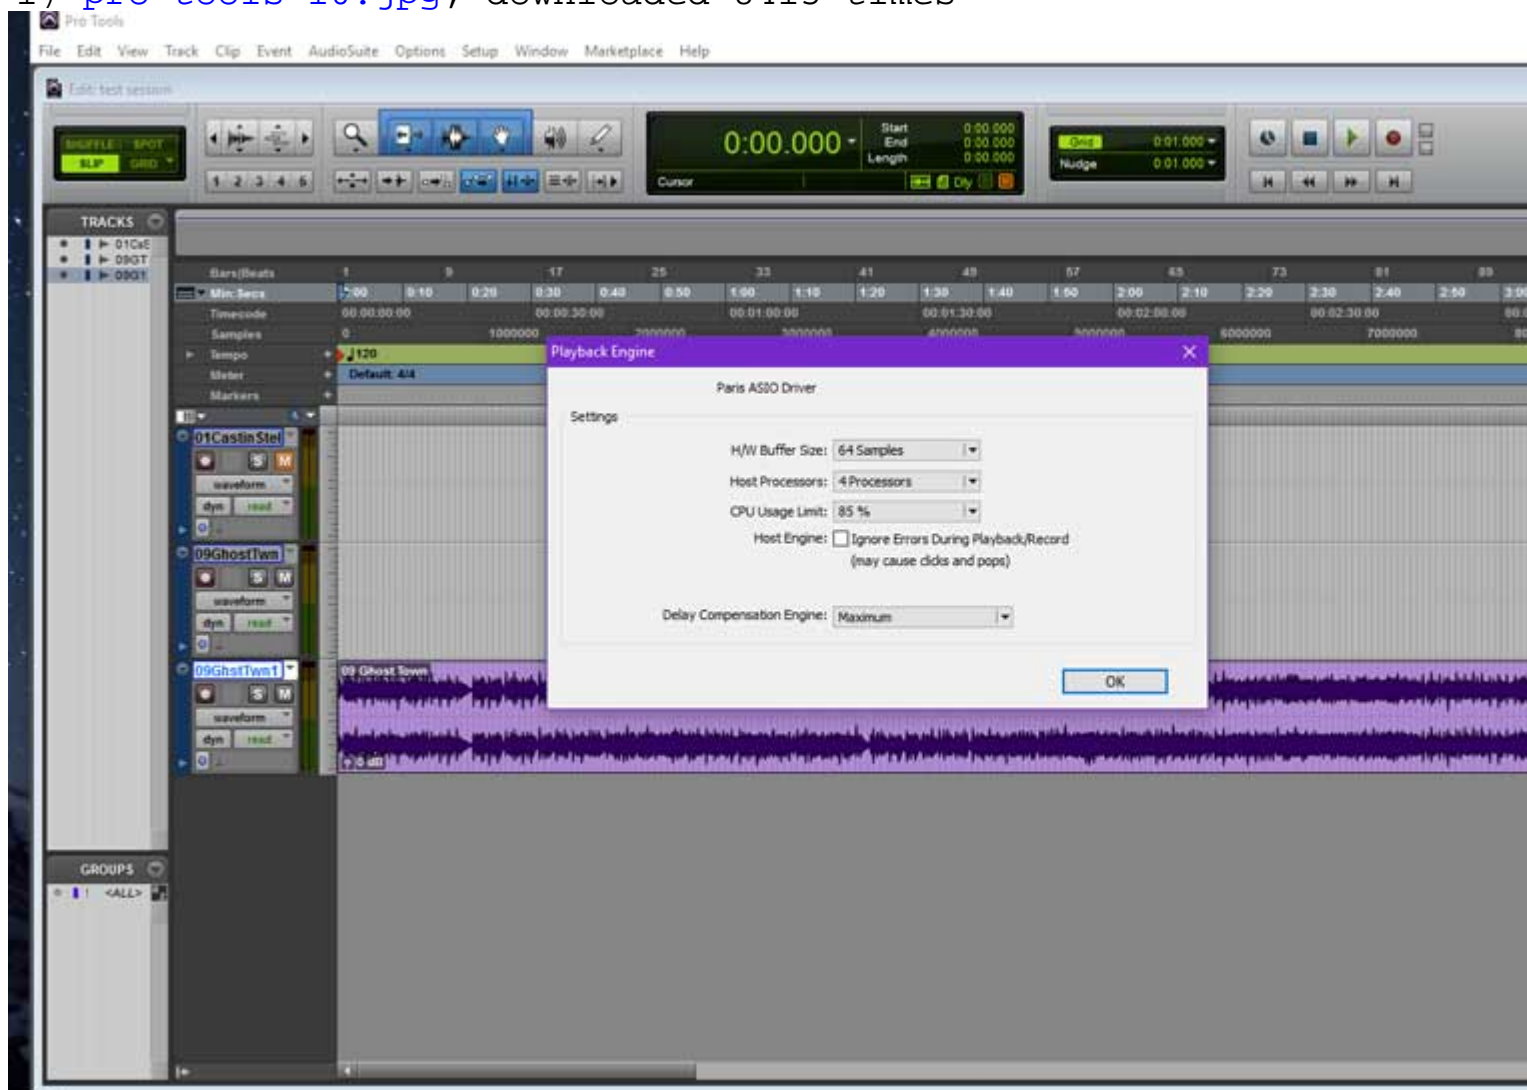 Pro Tools
File Edit View Track Clip Event AudioSuite Options Setup Window Marketplace Help
Edit: test session
SHUFFLE SPOT
SLIP GRID
0:00.000
Start 0:00.000
End 0:00.000
Length 0:00.000
Grid 0:01.000
Nudge 0:01.000
1 2 3 4 5
Cursor
Dly
TRACKS
09GT
Bars|Beats 1 9 17 25 33 41 49 57 65 73 81 89
Min:Secs 0:10 0:20 0:30 0:40 0:50 1:00 1:10 1:20 1:30 1:40 1:50 2:00 2:10 2:20 2:30 2:40 2:50
Timecode 00:00:00:00 00:00:30:00 00:01:00:00 00:01:30:00 00:02:00:00 00:02:30:00
Samples 0 1000000 2000000 3000000 4000000 5000000 6000000 7000000
Tempo 120
Meter Default: 4/4
Markers
Playback Engine
Paris ASIO Driver
Settings
H/W Buffer Size: 64 Samples
Host Processors: 4 Processors
CPU Usage Limit: 85 %
Host Engine: Ignore Errors During Playback/Record
(may cause clicks and pops)
Delay Compensation Engine: Maximum
OK
01CastinStel
S M
waveform
dyn read
09GhostTwn
S M
waveform
dyn read
09GhstTwn1
S M
waveform
dyn read
09 Ghost Town
0 dB
GROUPS
! <ALL>